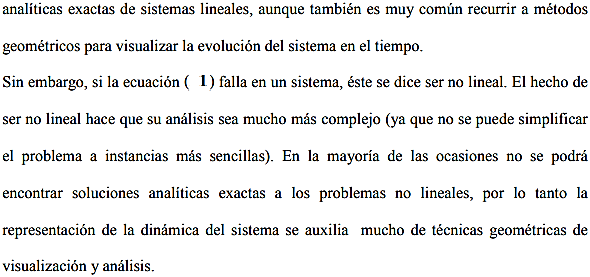 analíticas exactas de sistemas lineales, aunque también es muy común recurrir a métodos
geométricos para visualizar la evolución del sistema en el tiempo.
Sin embargo, si la ecuación ( 1) falla en un sistema, éste se dice ser no lineal. El hecho de
ser no lineal hace que su análisis sea mucho más complejo (ya que no se puede simplificar
el problema a instancias más sencillas). En la mayoría de las ocasiones no se podrá
encontrar soluciones analíticas exactas a los problemas no lineales, por lo tanto la
representación de la dinámica del sistema se auxilia mucho de técnicas geométricas de
visualización y análisis.